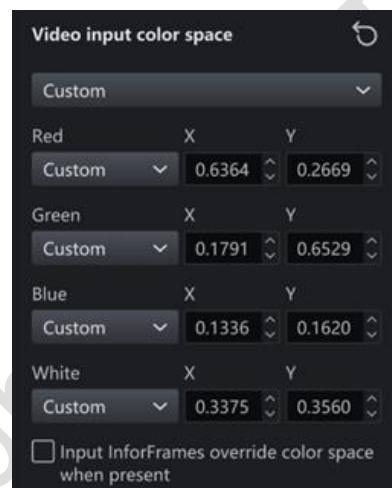 Video input color space
Custom
Red X Y
Custom 0.6364 0.2669
Green X Y
Custom 0.1791 0.6529
Blue X Y
Custom 0.1336 0.1620
White X Y
Custom 0.3375 0.3560
Input InforFrames override color space
when present